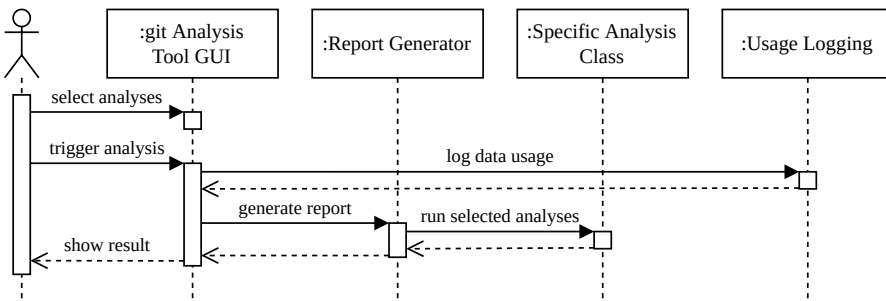 :git Analysis
Tool GUI
:Report Generator
:Specific Analysis
Class
:Usage Logging
select analyses
trigger analysis
log data usage
generate report
run selected analyses
show result